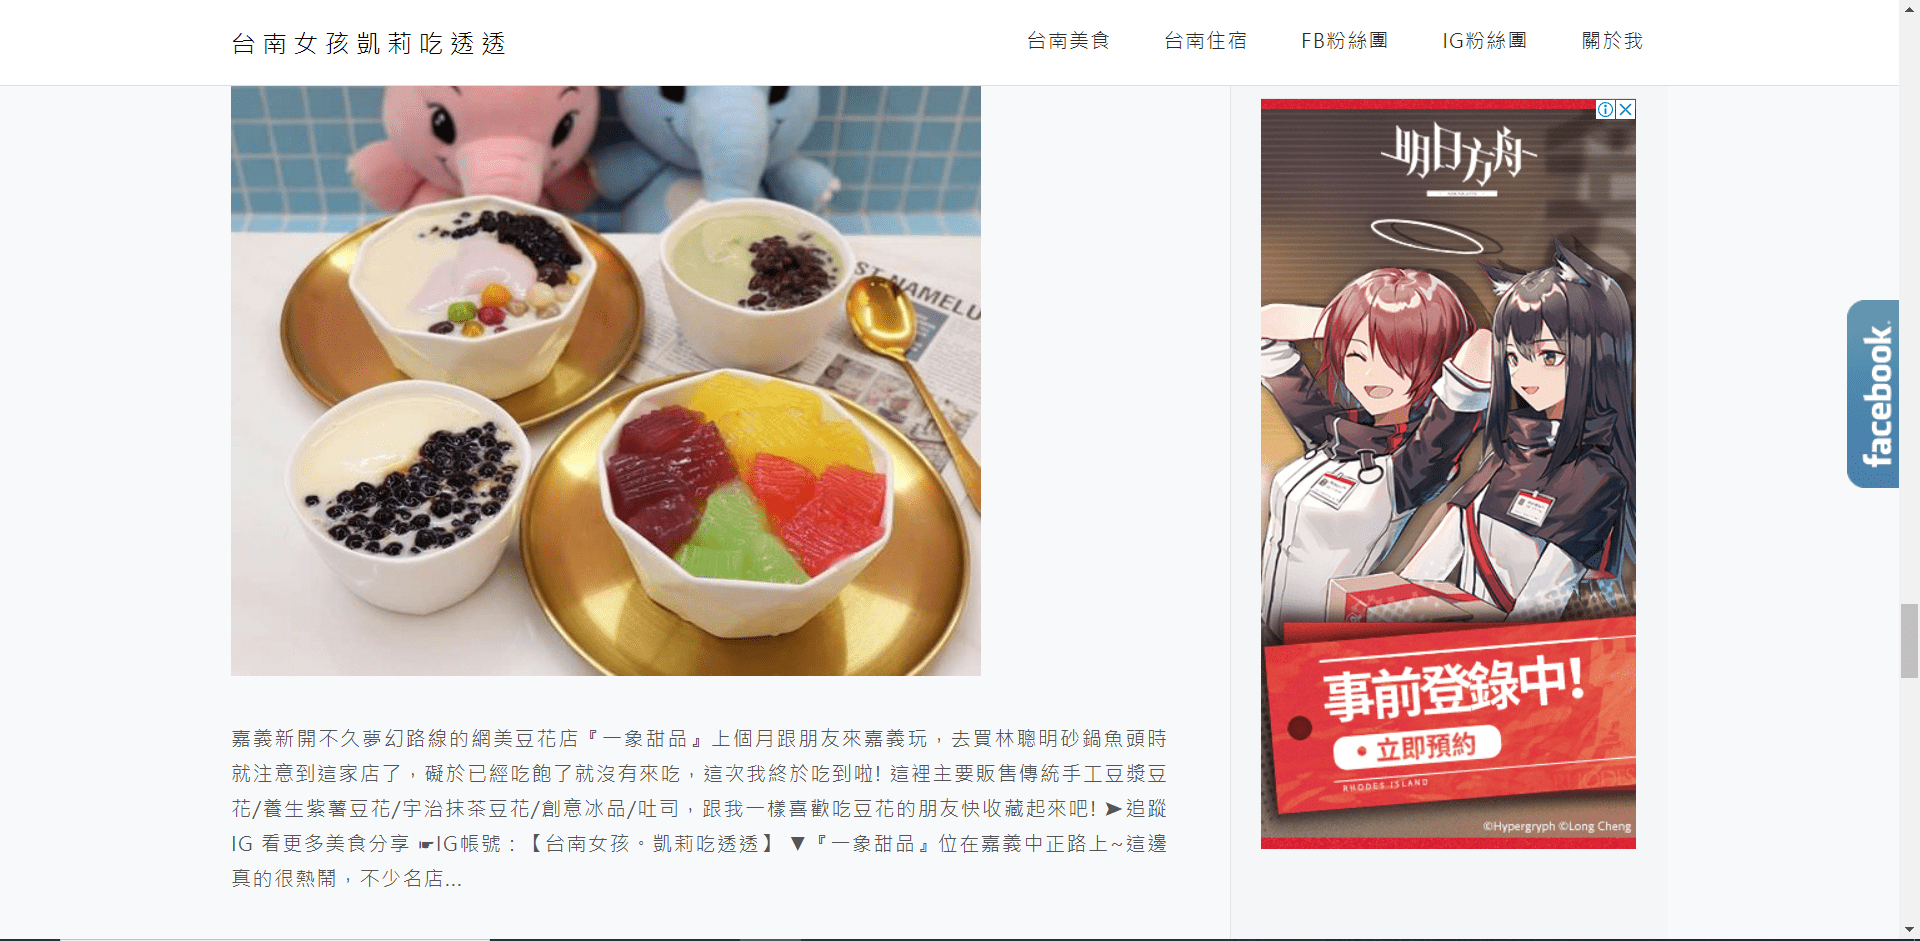 台南女孩凱莉吃透透
台南美食 台南住宿 FB粉絲團 IG粉絲團 關於我
ST NAMELU
嘉義新開不久夢幻路線的網美豆花店『一象甜品』上個月跟朋友來嘉義玩，去買林聰明砂鍋魚頭時
就注意到這家店了，礙於已經吃飽了就沒有來吃，這次我終於吃到啦! 這裡主要販售傳統手工豆漿豆
花/養生紫薯豆花/宇治抹茶豆花/創意冰品/吐司，跟我一樣喜歡吃豆花的朋友快收藏起來吧! ➤追蹤
IG 看更多美食分享 ☛IG帳號：【台南女孩。凱莉吃透透】 ▼『一象甜品』位在嘉義中正路上~這邊
真的很熱鬧，不少名店...
明日方舟
事前登錄中!
立即預約
RHODES ISLAND
©Hypergryph ©Long Cheng
facebook